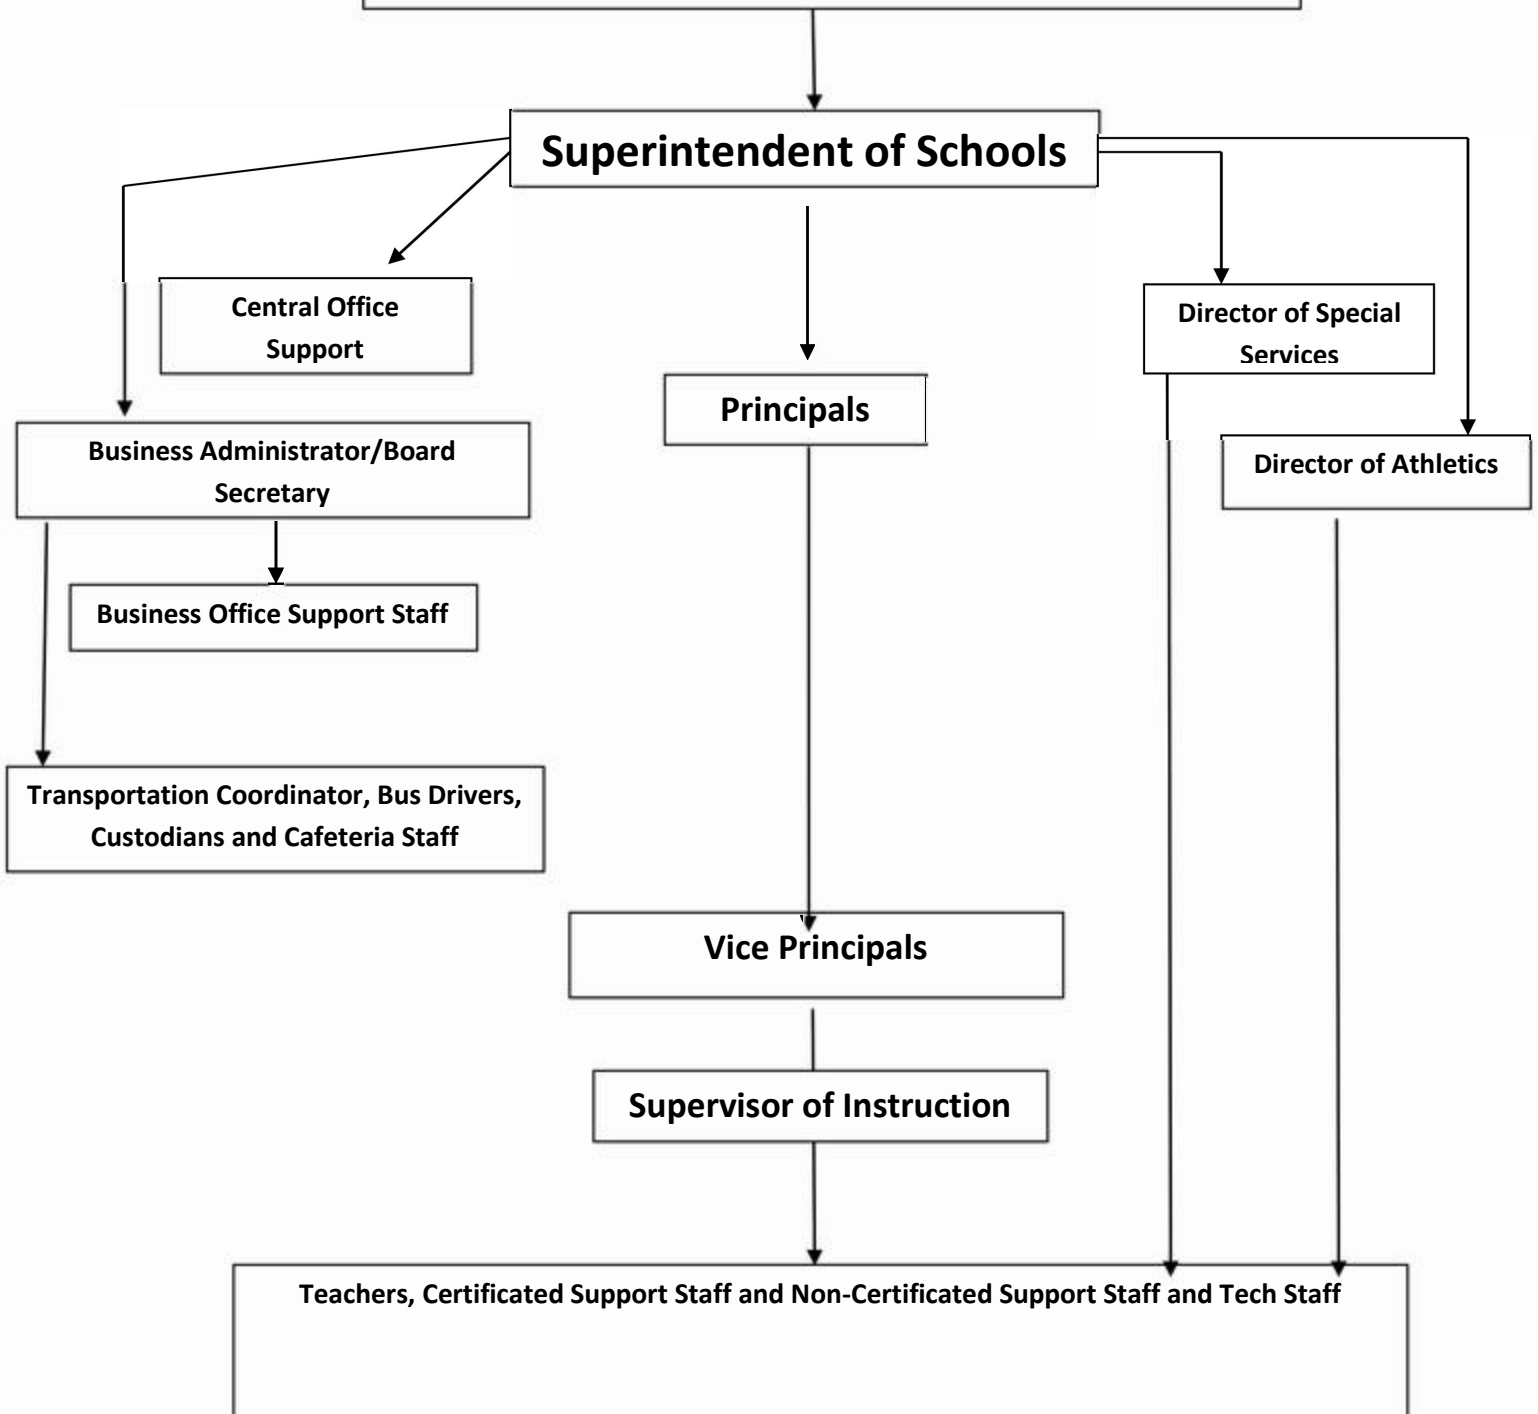 Superintendent of Schools
Central Office
Support
Director of Special
Services
Principals
Business Administrator/Board
Secretary
Director of Athletics
Business Office Support Staff
Transportation Coordinator, Bus Drivers,
Custodians and Cafeteria Staff
Vice Principals
Supervisor of Instruction
Teachers, Certificated Support Staff and Non-Certificated Support Staff and Tech Staff